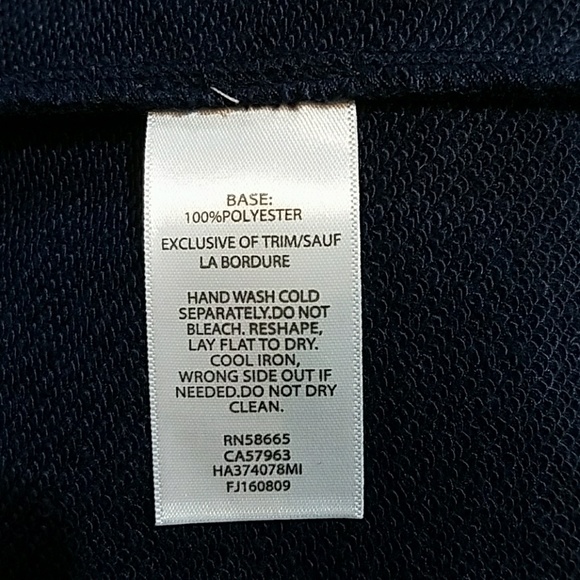 BASE:
100%POLYESTER
EXCLUSIVE OF TRIM/SAUF
LA BORDURE
HAND WASH COLD
SEPARATELY.DO NOT
BLEACH. RESHAPE,
LAY FLAT TO DRY.
COOL IRON,
WRONG SIDE OUT IF
NEEDED.DO NOT DRY
CLEAN.
RN58665
CA57963
HA374078MI
FJ160809